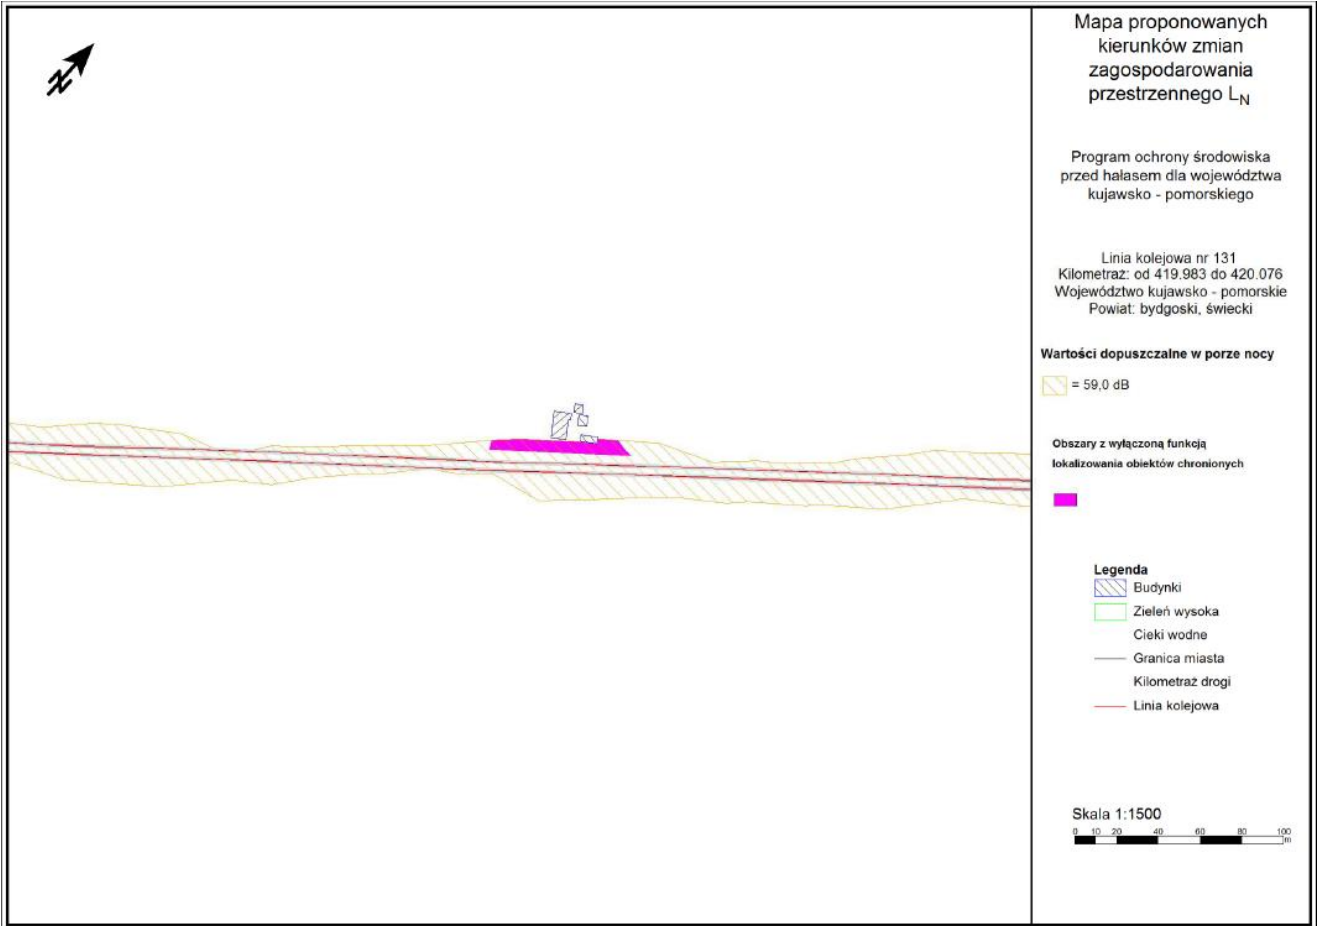 N
Mapa proponowanych
kierunków zmian
zagospodarowania
przestrzennego LN
Program ochrony środowiska
przed hałasem dla województwa
kujawsko - pomorskiego
Linia kolejowa nr 131
Kilometraż: od 419.983 do 420.076
Województwo kujawsko - pomorskie
Powiat: bydgoski, świecki
Wartości dopuszczalne w porze nocy
= 59,0 dB
Obszary z wyłączoną funkcją
lokalizowania obiektów chronionych
Legenda
Budynki
Zieleń wysoka
Cieki wodne
Granica miasta
Kilometraż drogi
Linia kolejowa
Skala 1:1500
0 10 20 40 60 80 100
m